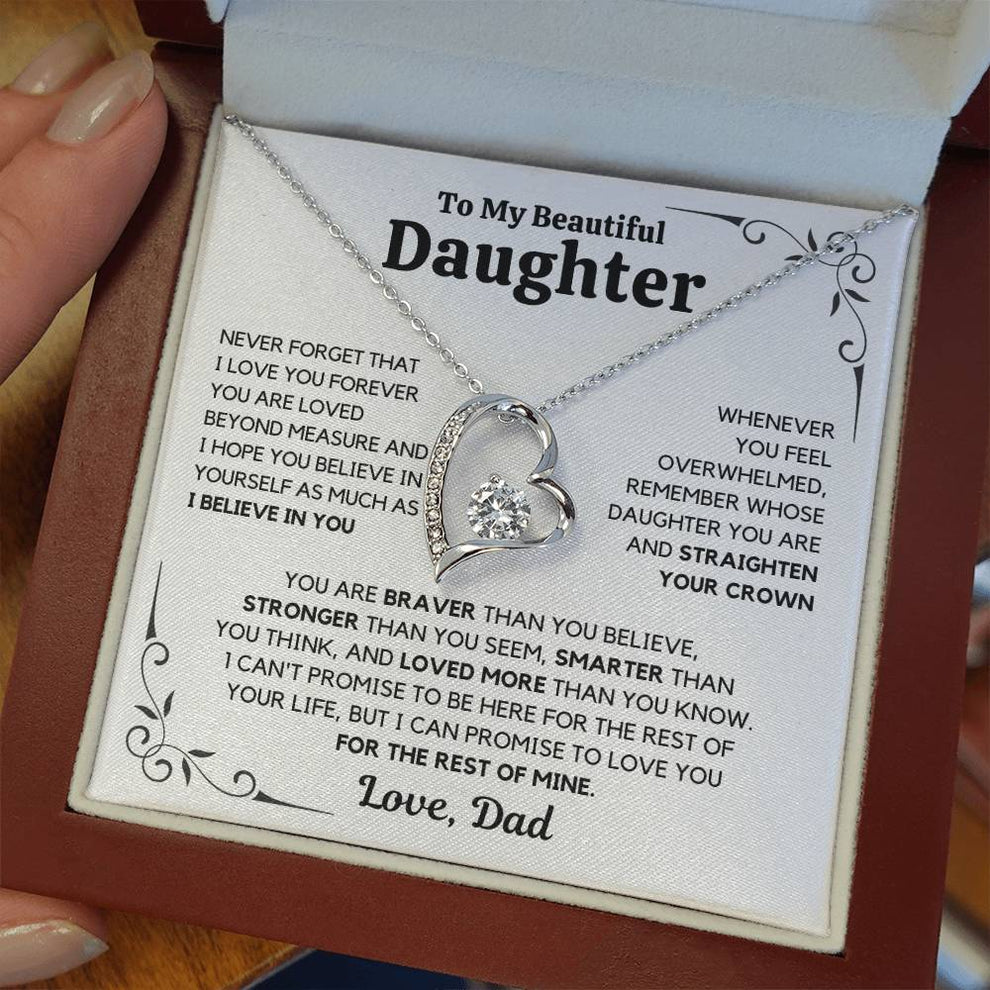 To My Beautiful
Daughter
NEVER FORGET THAT
I LOVE YOU FOREVER
YOU ARE LOVED
BEYOND MEASURE AND
I HOPE YOU BELIEVE IN
YOURSELF AS MUCH AS
I BELIEVE IN YOU
WHENEVER
YOU FEEL
OVERWHELMED,
REMEMBER WHOSE
DAUGHTER YOU ARE
AND STRAIGHTEN
YOUR CROWN
YOU ARE BRAVER THAN YOU BELIEVE,
STRONGER THAN YOU SEEM, SMARTER THAN
YOU THINK, AND LOVED MORE THAN YOU KNOW.
I CAN'T PROMISE TO BE HERE FOR THE REST OF
YOUR LIFE, BUT I CAN PROMISE TO LOVE YOU
FOR THE REST OF MINE.
Love, Dad